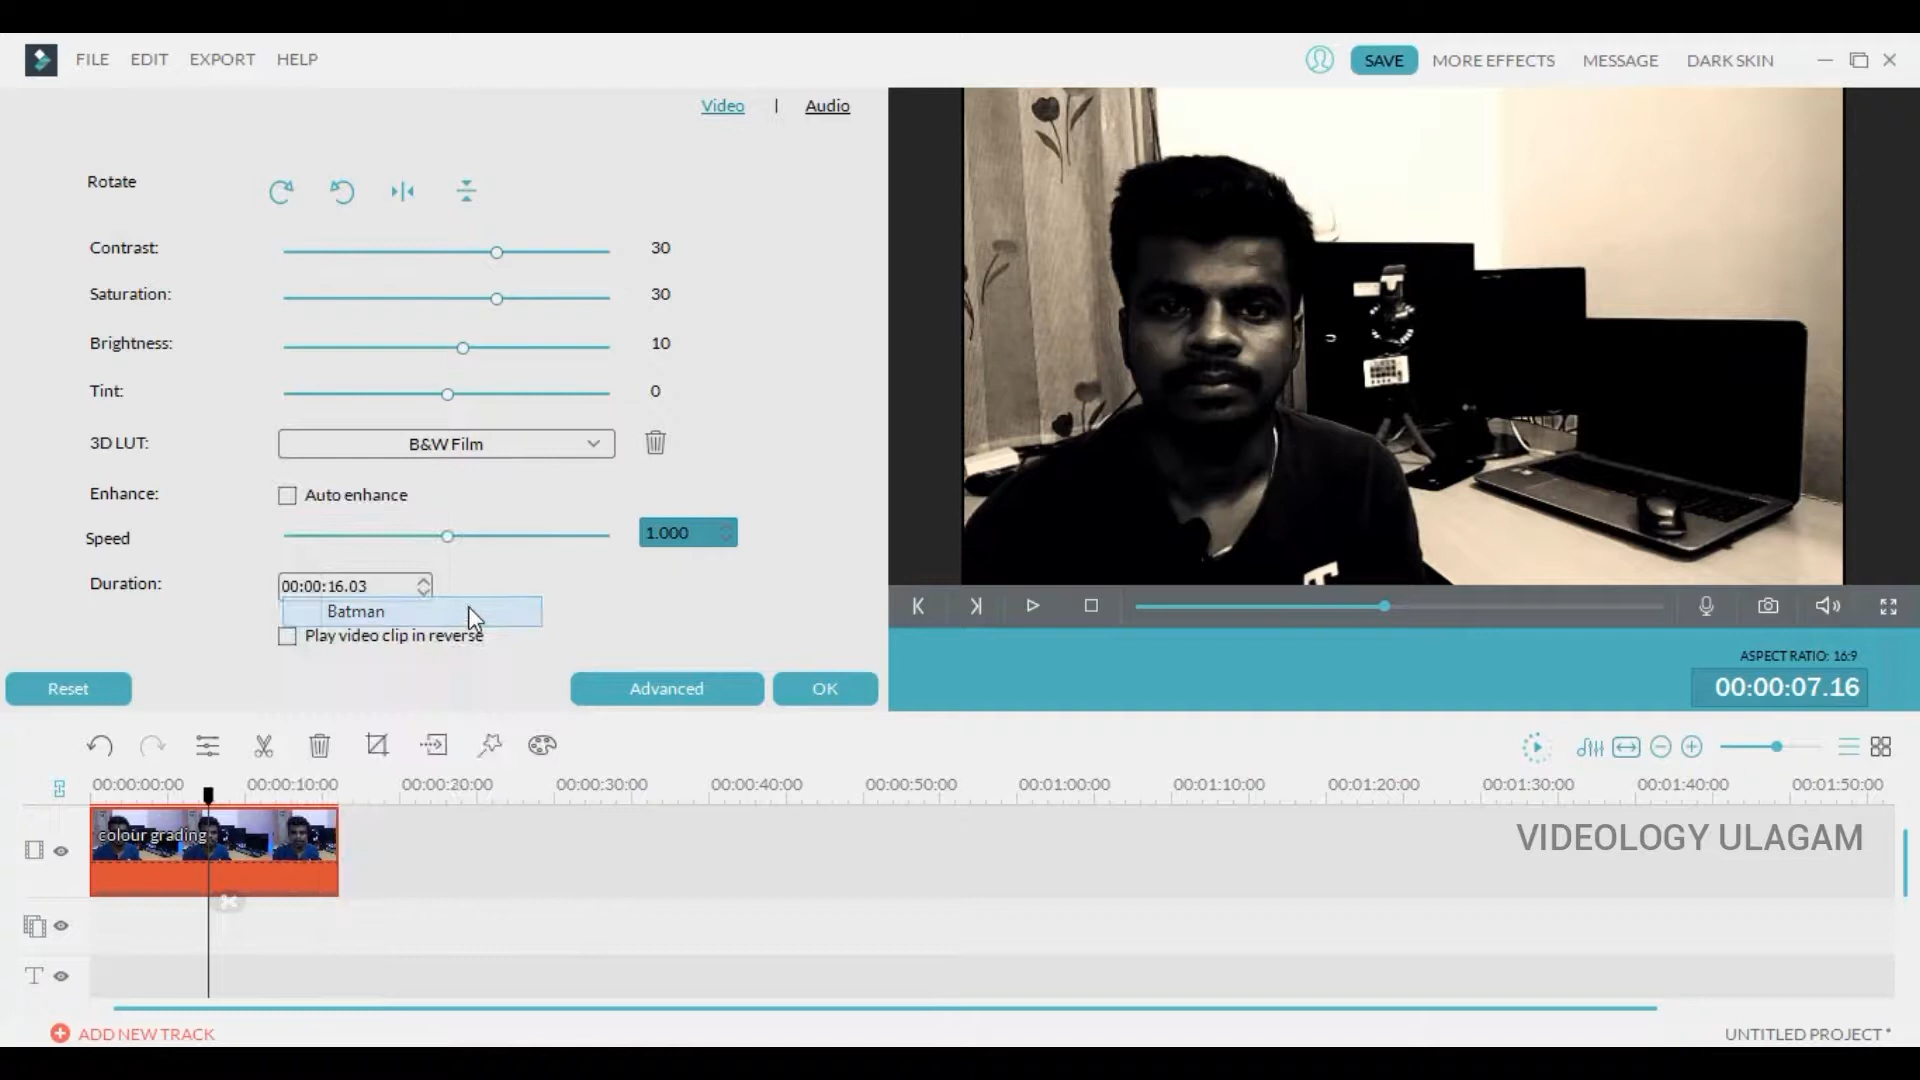 FILE EDIT EXPORT HELP SAVE MORE EFFECTS MESSAGE DARK SKIN
Video | Audio
Rotate
Contrast: 30
Saturation: 30
Brightness: 10
Tint: 0
3D LUT: B&W Film
Enhance: Auto enhance
Speed 1.000
Duration: 00:00:16.03
Batman
Play video clip in reverse
Reset Advanced OK
ASPECT RATIO: 16:9
00:00:07.16
00:00:00:00 00:00:10:00 00:00:20:00 00:00:30:00 00:00:40:00 00:00:50:00 00:01:00:00 00:01:10:00 00:01:20:00 00:01:30:00 00:01:40:00 00:01:50:00
colour grading
VIDEOLOGY ULAGAM
ADD NEW TRACK
UNTITLED PROJECT *